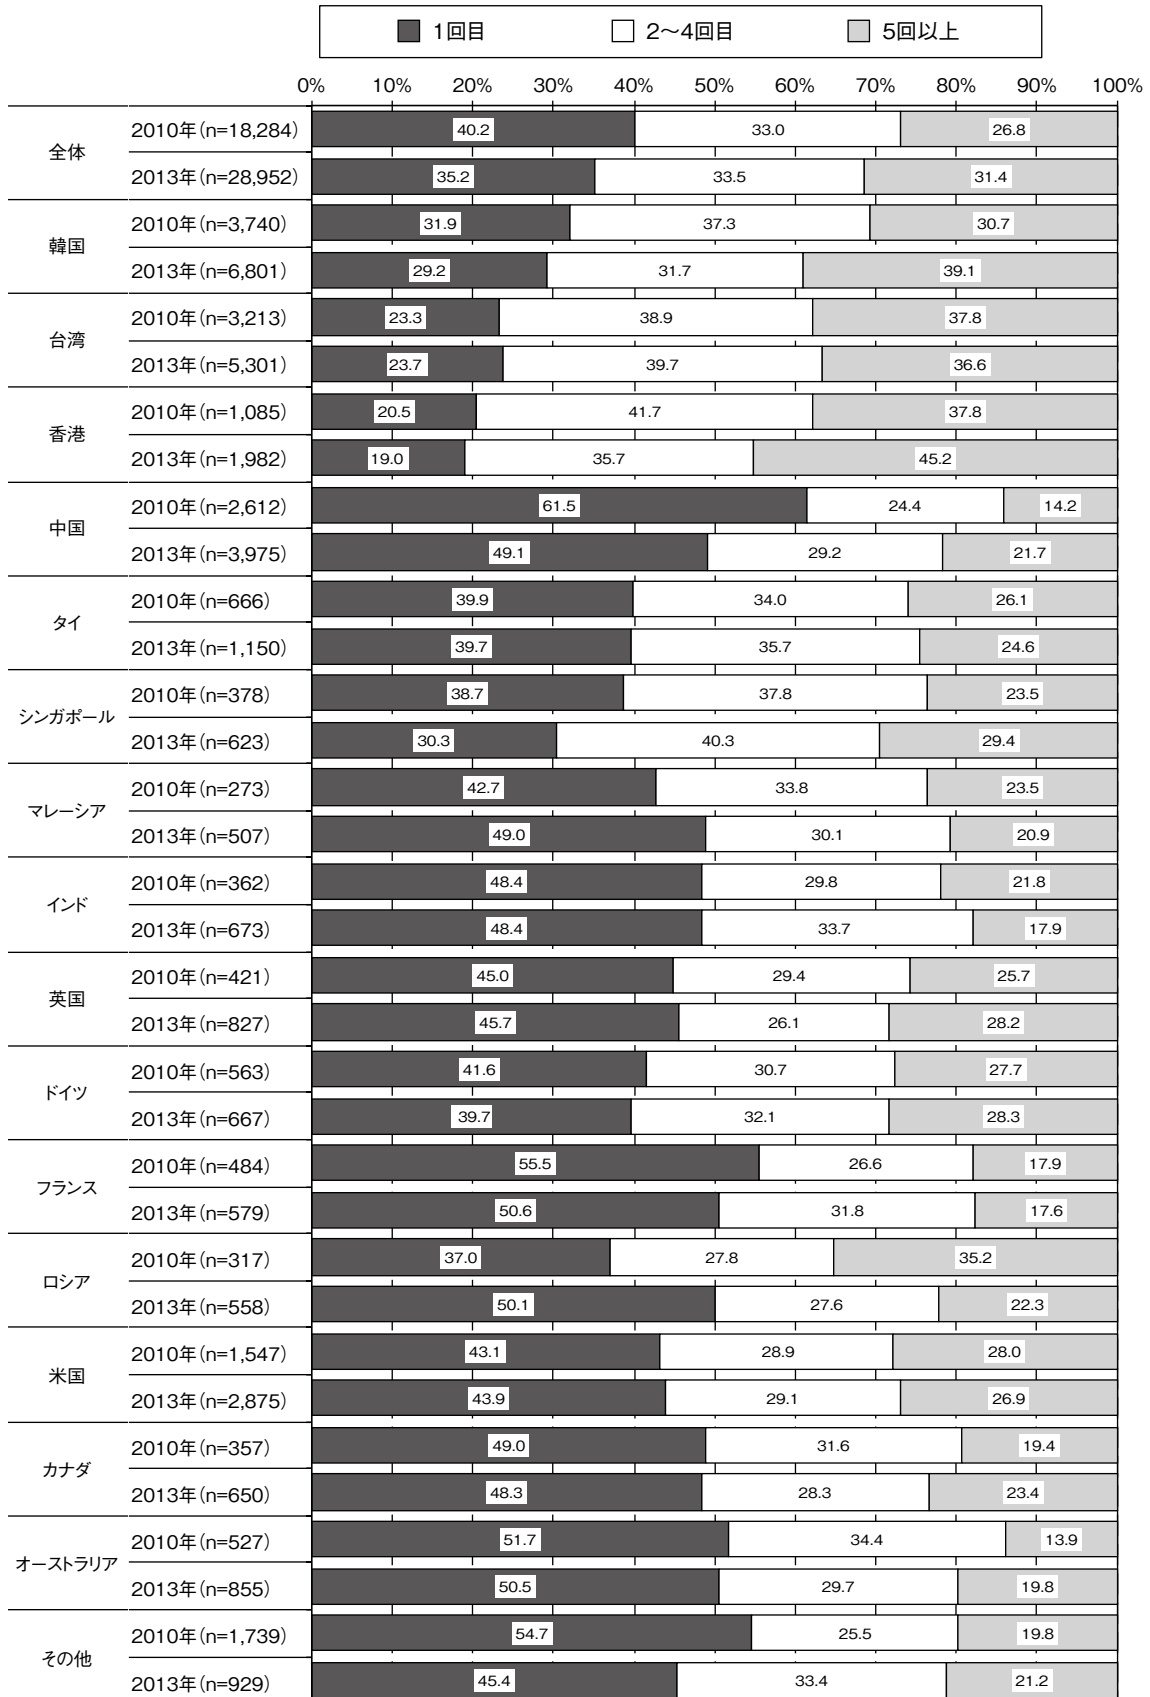 1回目 2～4回目 5回以上
0% 10% 20% 30% 40% 50% 60% 70% 80% 90% 100%
全体
2010年（n=18,284） 40.2 33.0 26.8
2013年（n=28,952） 35.2 33.5 31.4
韓国
2010年（n=3,740） 31.9 37.3 30.7
2013年（n=6,801） 29.2 31.7 39.1
台湾
2010年（n=3,213） 23.3 38.9 37.8
2013年（n=5,301） 23.7 39.7 36.6
香港
2010年（n=1,085） 20.5 41.7 37.8
2013年（n=1,982） 19.0 35.7 45.2
中国
2010年（n=2,612） 61.5 24.4 14.2
2013年（n=3,975） 49.1 29.2 21.7
タイ
2010年（n=666） 39.9 34.0 26.1
2013年（n=1,150） 39.7 35.7 24.6
シンガポール
2010年（n=378） 38.7 37.8 23.5
2013年（n=623） 30.3 40.3 29.4
マレーシア
2010年（n=273） 42.7 33.8 23.5
2013年（n=507） 49.0 30.1 20.9
インド
2010年（n=362） 48.4 29.8 21.8
2013年（n=673） 48.4 33.7 17.9
英国
2010年（n=421） 45.0 29.4 25.7
2013年（n=827） 45.7 26.1 28.2
ドイツ
2010年（n=563） 41.6 30.7 27.7
2013年（n=667） 39.7 32.1 28.3
フランス
2010年（n=484） 55.5 26.6 17.9
2013年（n=579） 50.6 31.8 17.6
ロシア
2010年（n=317） 37.0 27.8 35.2
2013年（n=558） 50.1 27.6 22.3
米国
2010年（n=1,547） 43.1 28.9 28.0
2013年（n=2,875） 43.9 29.1 26.9
カナダ
2010年（n=357） 49.0 31.6 19.4
2013年（n=650） 48.3 28.3 23.4
オーストラリア
2010年（n=527） 51.7 34.4 13.9
2013年（n=855） 50.5 29.7 19.8
その他
2010年（n=1,739） 54.7 25.5 19.8
2013年（n=929） 45.4 33.4 21.2